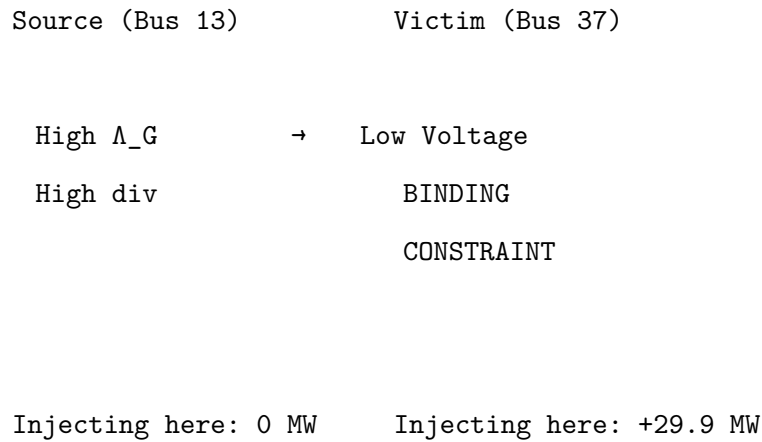 Source (Bus 13) Victim (Bus 37)
High Λ_G → Low Voltage
High div BINDING
CONSTRAINT
Injecting here: 0 MW Injecting here: +29.9 MW